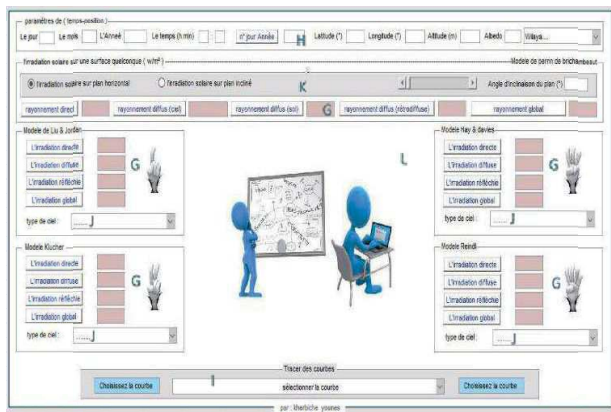 paramètres de ( temps-position )
Le jour Le mois L'Anneé Le temps (h min) : n° jour Année H Latitude (°) Longitude (°) Altitude (m) Albedo Wilaya...
l'irradiation solaire sur une surface quelconque ( w/m²) Modele de perrin de brichambeaut
l'irradiation solaire sur plan horizontal l'irradiation solaire sur plan incliné K Angle d'inclinaison du plan (°)
rayonnement direct rayonnement diffus (ciel) rayonnement diffus (sol) G rayonnement diffus (rétrodiffuse) rayonnement global
Modele de Liu & Jordan
L'irradiation directe
L'irradiation diffuse
L'irradiation réfléchie
L'irradiation global
G
type de ciel : ...... J
Modele Hay & davies
L'irradiation directe
L'irradiation diffuse
L'irradiation réfléchie
L'irradiation global
G
type de ciel : ...... J
L
Modele Klucher
L'irradiation directe
L'irradiation diffuse
L'irradiation réfléchie
L'irradiation global
G
type de ciel : ...... J
Modele Reindl
L'irradiation directe
L'irradiation diffuse
L'irradiation réfléchie
L'irradiation global
G
type de ciel : ...... J
Tracer des courbes
Choisissez la courbe I sélectionner la courbe Choisissez la courbe
par : kherbiche younes